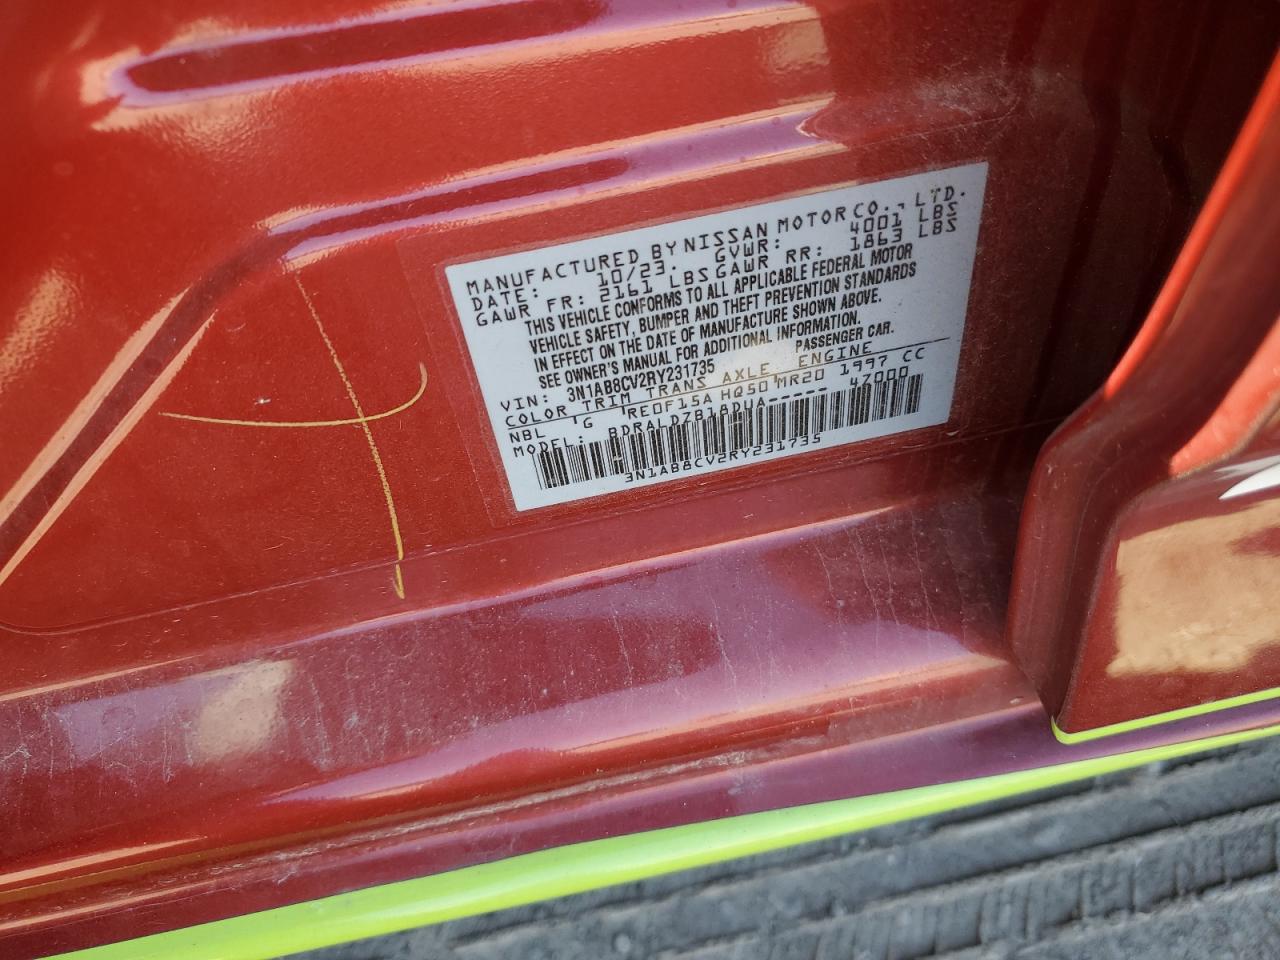 MANUFACTURED BY NISSAN MOTOR CO., LTD.
DATE: 10/23. GVWR: 4001 LBS
GAWR FR: 2161 LBS GAWR RR: 1863 LBS
THIS VEHICLE CONFORMS TO ALL APPLICABLE FEDERAL MOTOR
VEHICLE SAFETY, BUMPER AND THEFT PREVENTION STANDARDS
IN EFFECT ON THE DATE OF MANUFACTURE SHOWN ABOVE.
SEE OWNER'S MANUAL FOR ADDITIONAL INFORMATION.
VIN: 3N1AB8CV2RY231735 PASSENGER CAR.
COLOR TRIM TRANS AXLE ENGINE
NBL 'G 'RE0F15A HQ50 MR20 1997 CC
MODEL: BDRALDZB18DUA----- 47000
3N1AB8CV2RY231735